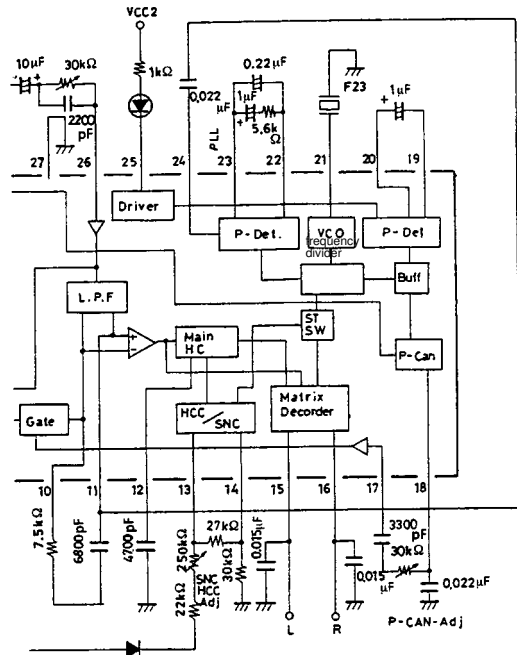 VCC2
10μF
30kΩ
1kΩ
2200
pF
0,022
μF
0.22μF
1μF
5,6k
Ω
PLL
F23
1μF
27
26
25
24
23
22
21
20
19
Driver
P-Det.
VCO
P-Det
frequency
divider
Buff
L.P.F
ST
SW
Main
HC
P-Can
HCC
/SNC
Matrix
Decorder
Gate
10
11
12
13
14
15
16
17
18
7.5kΩ
6800pF
4700pF
250kΩ
27kΩ
30kΩ
0.015μF
3300
pF
30kΩ
22kΩ
SNC
HCC
Adj
0,015
μF
0,022μF
L
R
P-CAN-Adj